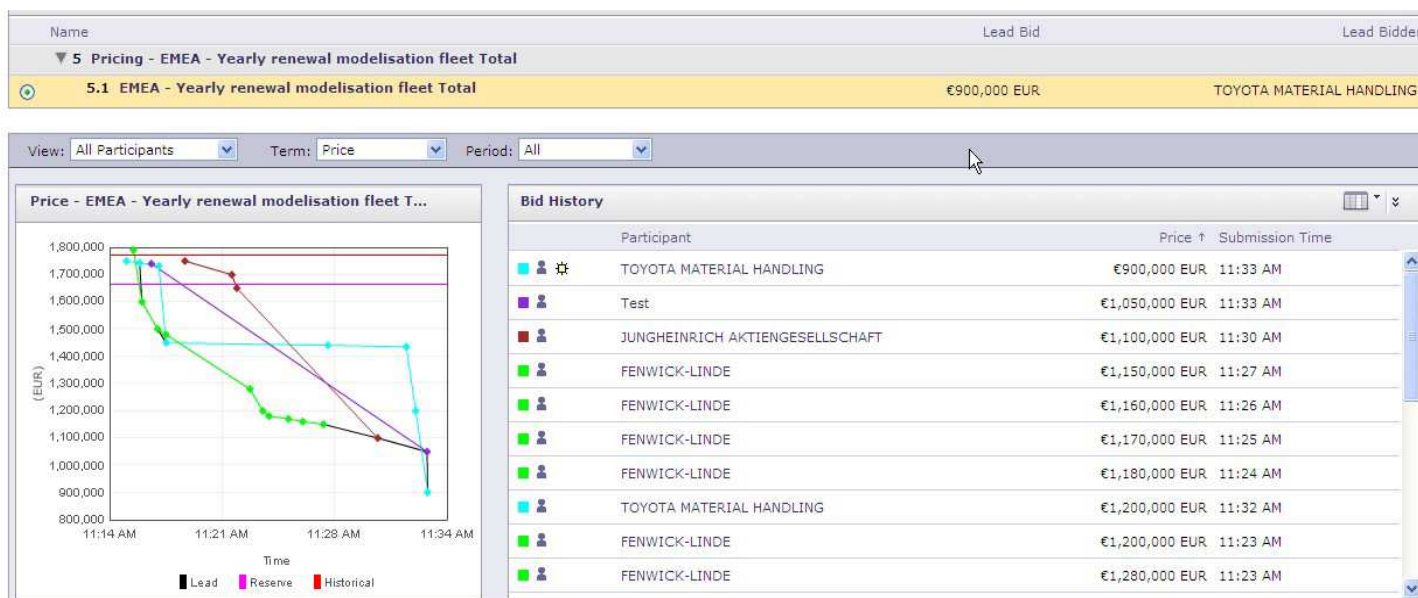 Name Lead Bid Lead Bidder
5 Pricing - EMEA - Yearly renewal modelisation fleet Total
5.1 EMEA - Yearly renewal modelisation fleet Total €900,000 EUR TOYOTA MATERIAL HANDLING
View: All Participants Term: Price Period: All
Price - EMEA - Yearly renewal modelisation fleet T...
1,800,000
1,700,000
1,600,000
1,500,000
1,400,000
1,300,000
1,200,000
1,100,000
1,000,000
900,000
800,000
(EUR)
11:14 AM 11:21 AM 11:28 AM 11:34 AM
Time
Lead Reserve Historical
Bid History
Participant Price ↑ Submission Time
TOYOTA MATERIAL HANDLING €900,000 EUR 11:33 AM
Test €1,050,000 EUR 11:33 AM
JUNGHEINRICH AKTIENGESELLSCHAFT €1,100,000 EUR 11:30 AM
FENWICK-LINDE €1,150,000 EUR 11:27 AM
FENWICK-LINDE €1,160,000 EUR 11:26 AM
FENWICK-LINDE €1,170,000 EUR 11:25 AM
FENWICK-LINDE €1,180,000 EUR 11:24 AM
TOYOTA MATERIAL HANDLING €1,200,000 EUR 11:32 AM
FENWICK-LINDE €1,200,000 EUR 11:23 AM
FENWICK-LINDE €1,280,000 EUR 11:23 AM